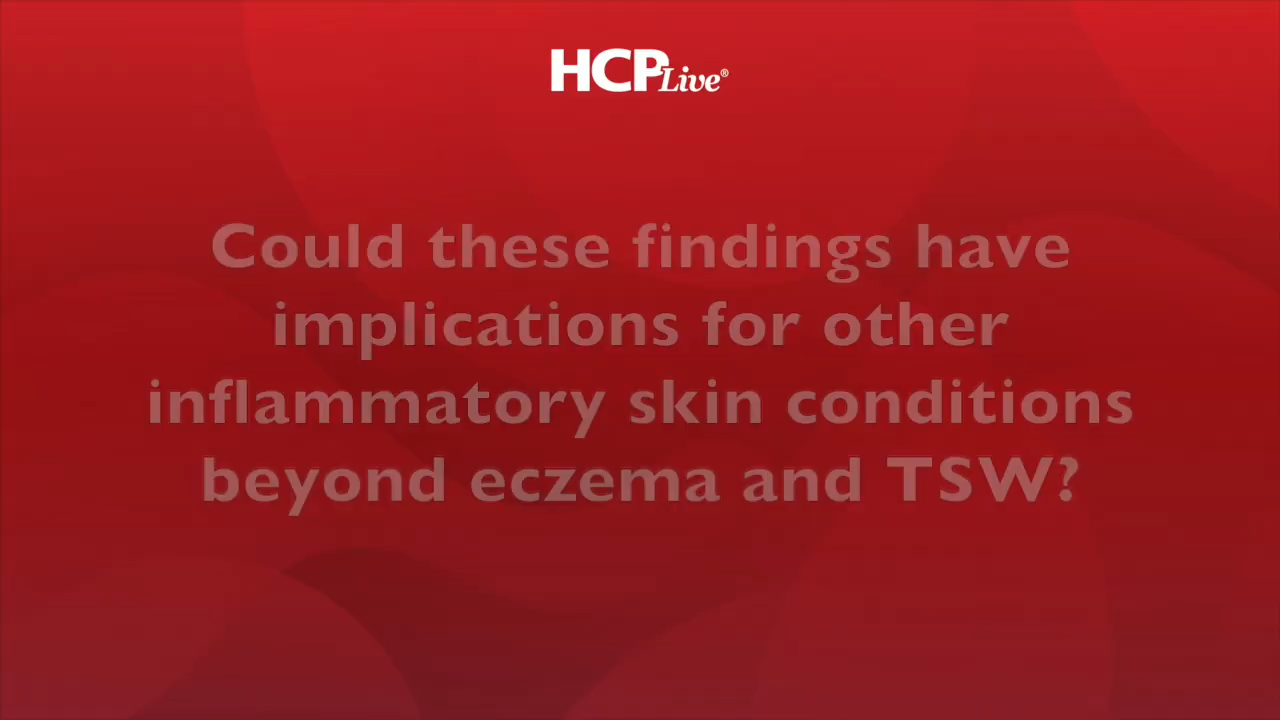 HCPLive®
Could these findings have
implications for other
inflammatory skin conditions
beyond eczema and TSW?